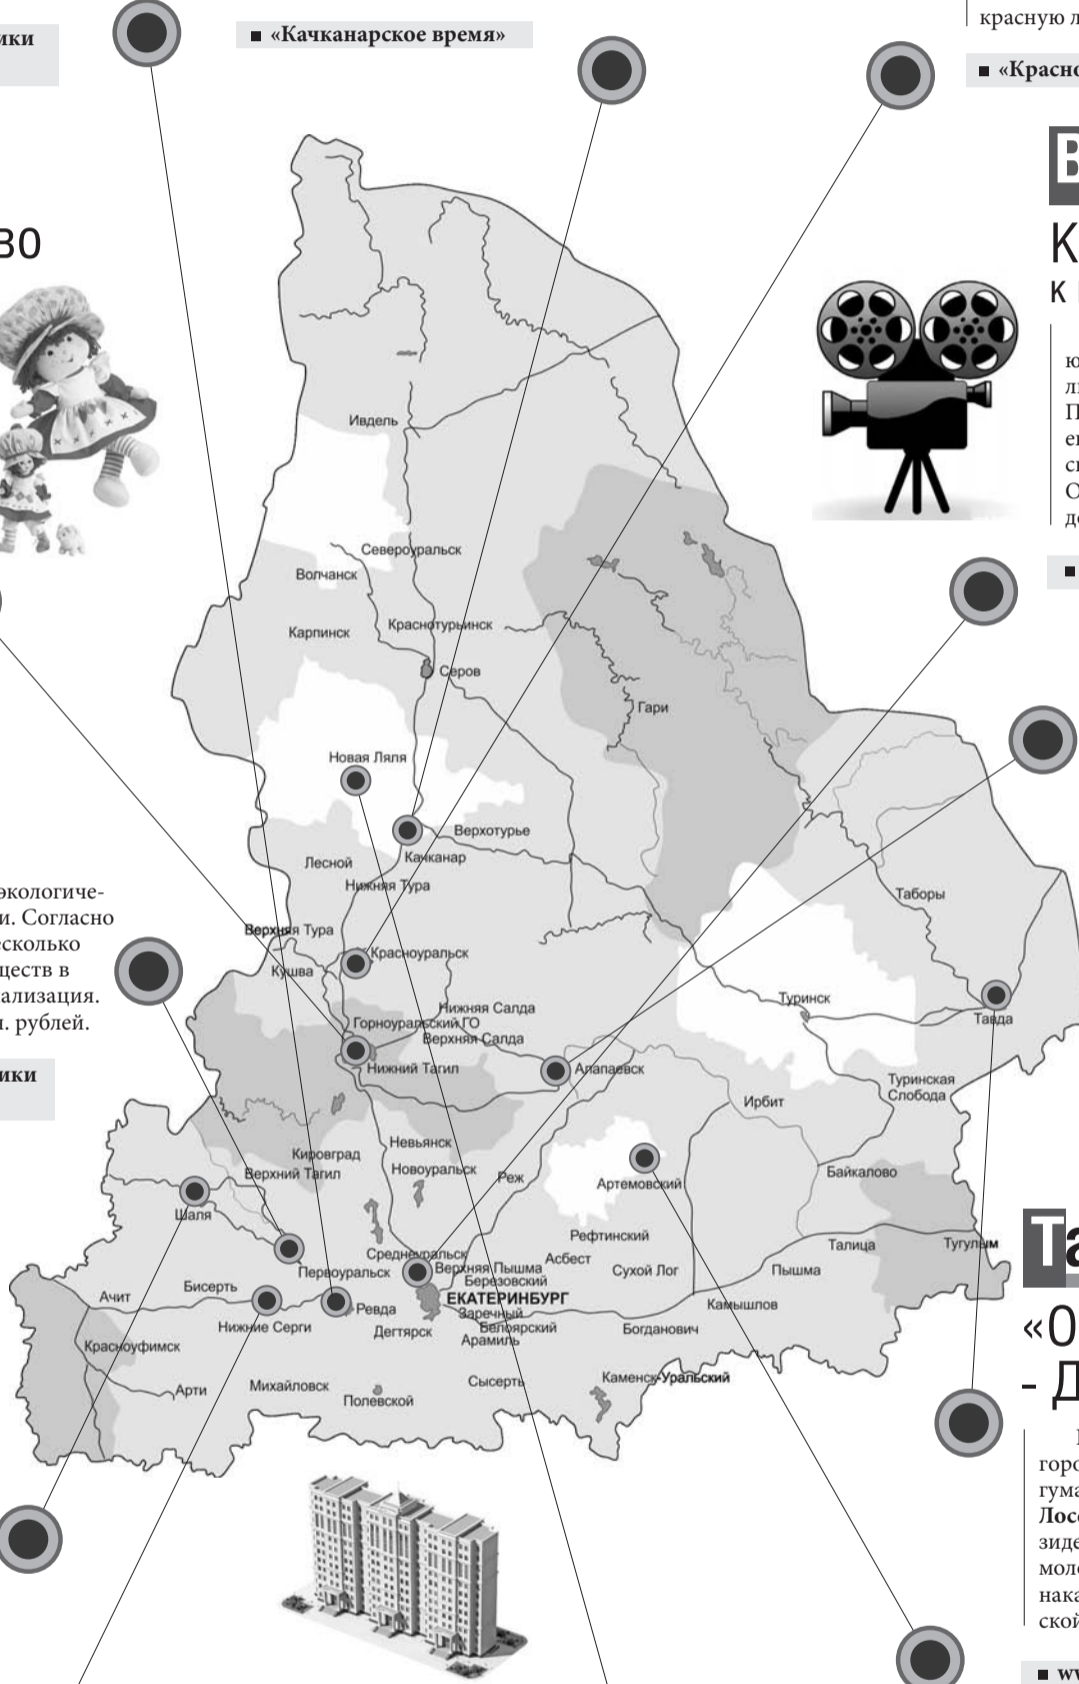 ики
■ «Качканарское время»
красную л
■ «Красно
В
К
к
во
Ивдель
Североуральск
Волчанск
Краснотурьинск
Карпинск
Серов
Гари
Новая Ляля
Верхотурье
Качканар
Лесной
Нижняя Тура
Таборы
экологиче-
и. Согласно
есколько
ществ в
ализация.
. рублей.
ики
Верхняя Тура
Красноуральск
Кушва
Туринск
Нижняя Салда
Тавда
Горноуральский ГО
Верхняя Салда
Нижний Тагил
Алапаевск
Туринская
Слобода
Ирбит
Невьянск
Кировград
Новоуральск
Верхний Тагил
Реж
Байкалово
Артемовский
Шаля
Рефтинский
Талица
Тугулым
Среднеуральск
Асбест
Верхняя Пышма
Первоуральск
Березовский
Сухой Лог
Пышма
Бисерть
Ачит
ЕКАТЕРИНБУРГ
Ревда
Заречный
Камышлов
Нижние Серги
Дегтярск
Белоярский
Арамиль
Богданович
Красноуфимск
Каменск-Уральский
Сысерть
Михайловск
Арти
Полевской
Та
«О
- Д
горо
гума
Лосе
зиде
моло
нака
ской
■ wv